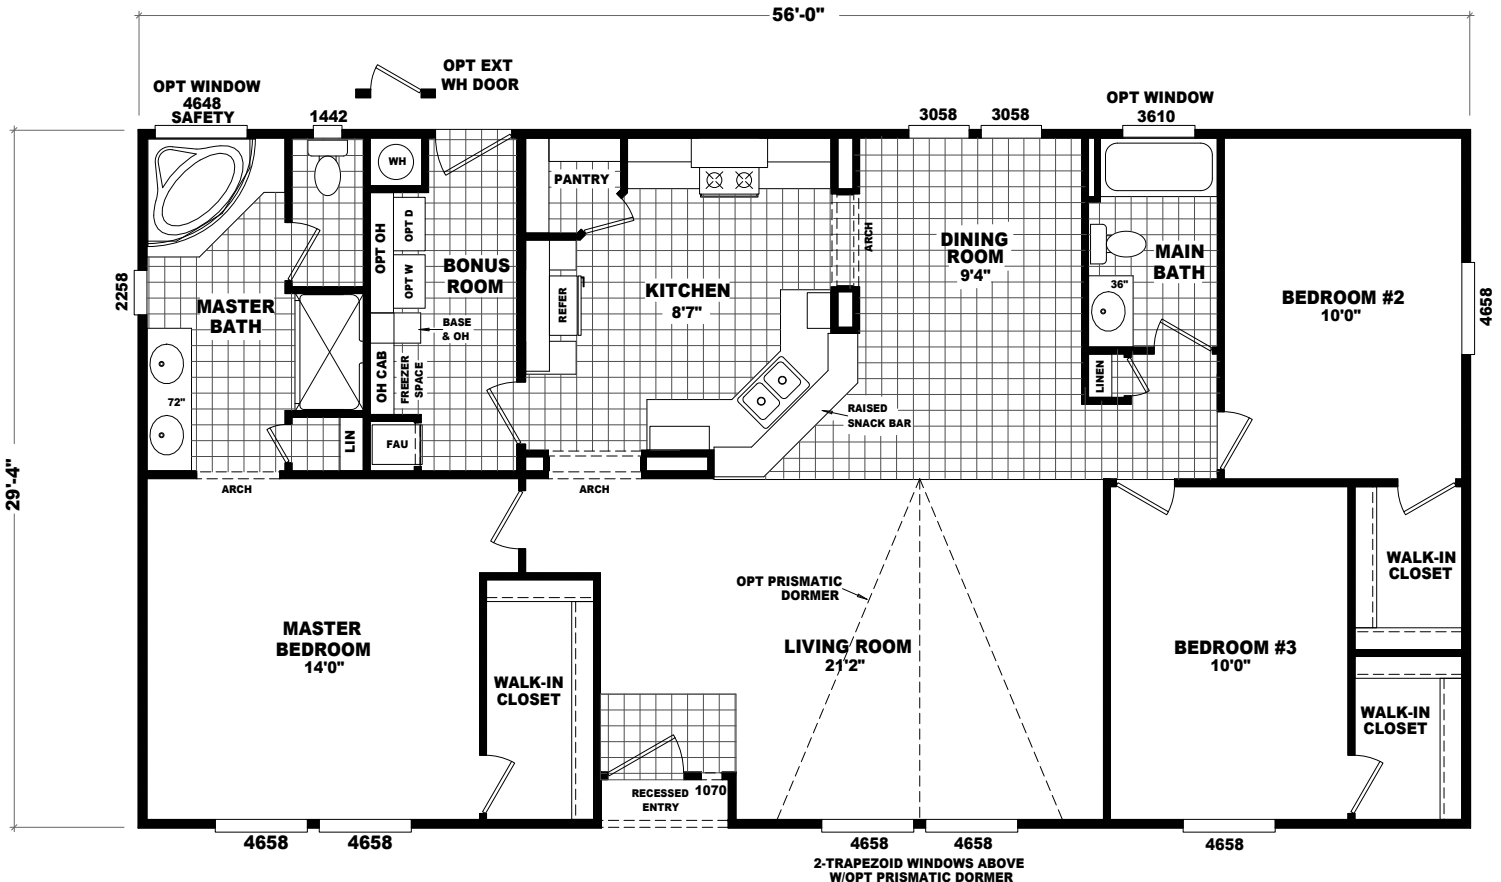 56'-0"
OPT EXT
WH DOOR
OPT WINDOW
4648
SAFETY
1442
3058
3058
OPT WINDOW
3610
WH
PANTRY
OPT OH
OPT D
OPT W
BONUS
ROOM
ARCH
DINING
ROOM
9'4"
MAIN
BATH
36"
2258
MASTER
BATH
KITCHEN
8'7"
REFER
BEDROOM #2
10'0"
4658
BASE
& OH
OH CAB
FREEZER
SPACE
LINEN
72"
RAISED
SNACK BAR
LIN
FAU
29'-4"
ARCH
ARCH
WALK-IN
CLOSET
OPT PRISMATIC
DORMER
MASTER
BEDROOM
14'0"
LIVING ROOM
21'2"
BEDROOM #3
10'0"
WALK-IN
CLOSET
WALK-IN
CLOSET
RECESSED
ENTRY
1070
4658
4658
4658
4658
4658
2-TRAPEZOID WINDOWS ABOVE
W/OPT PRISMATIC DORMER